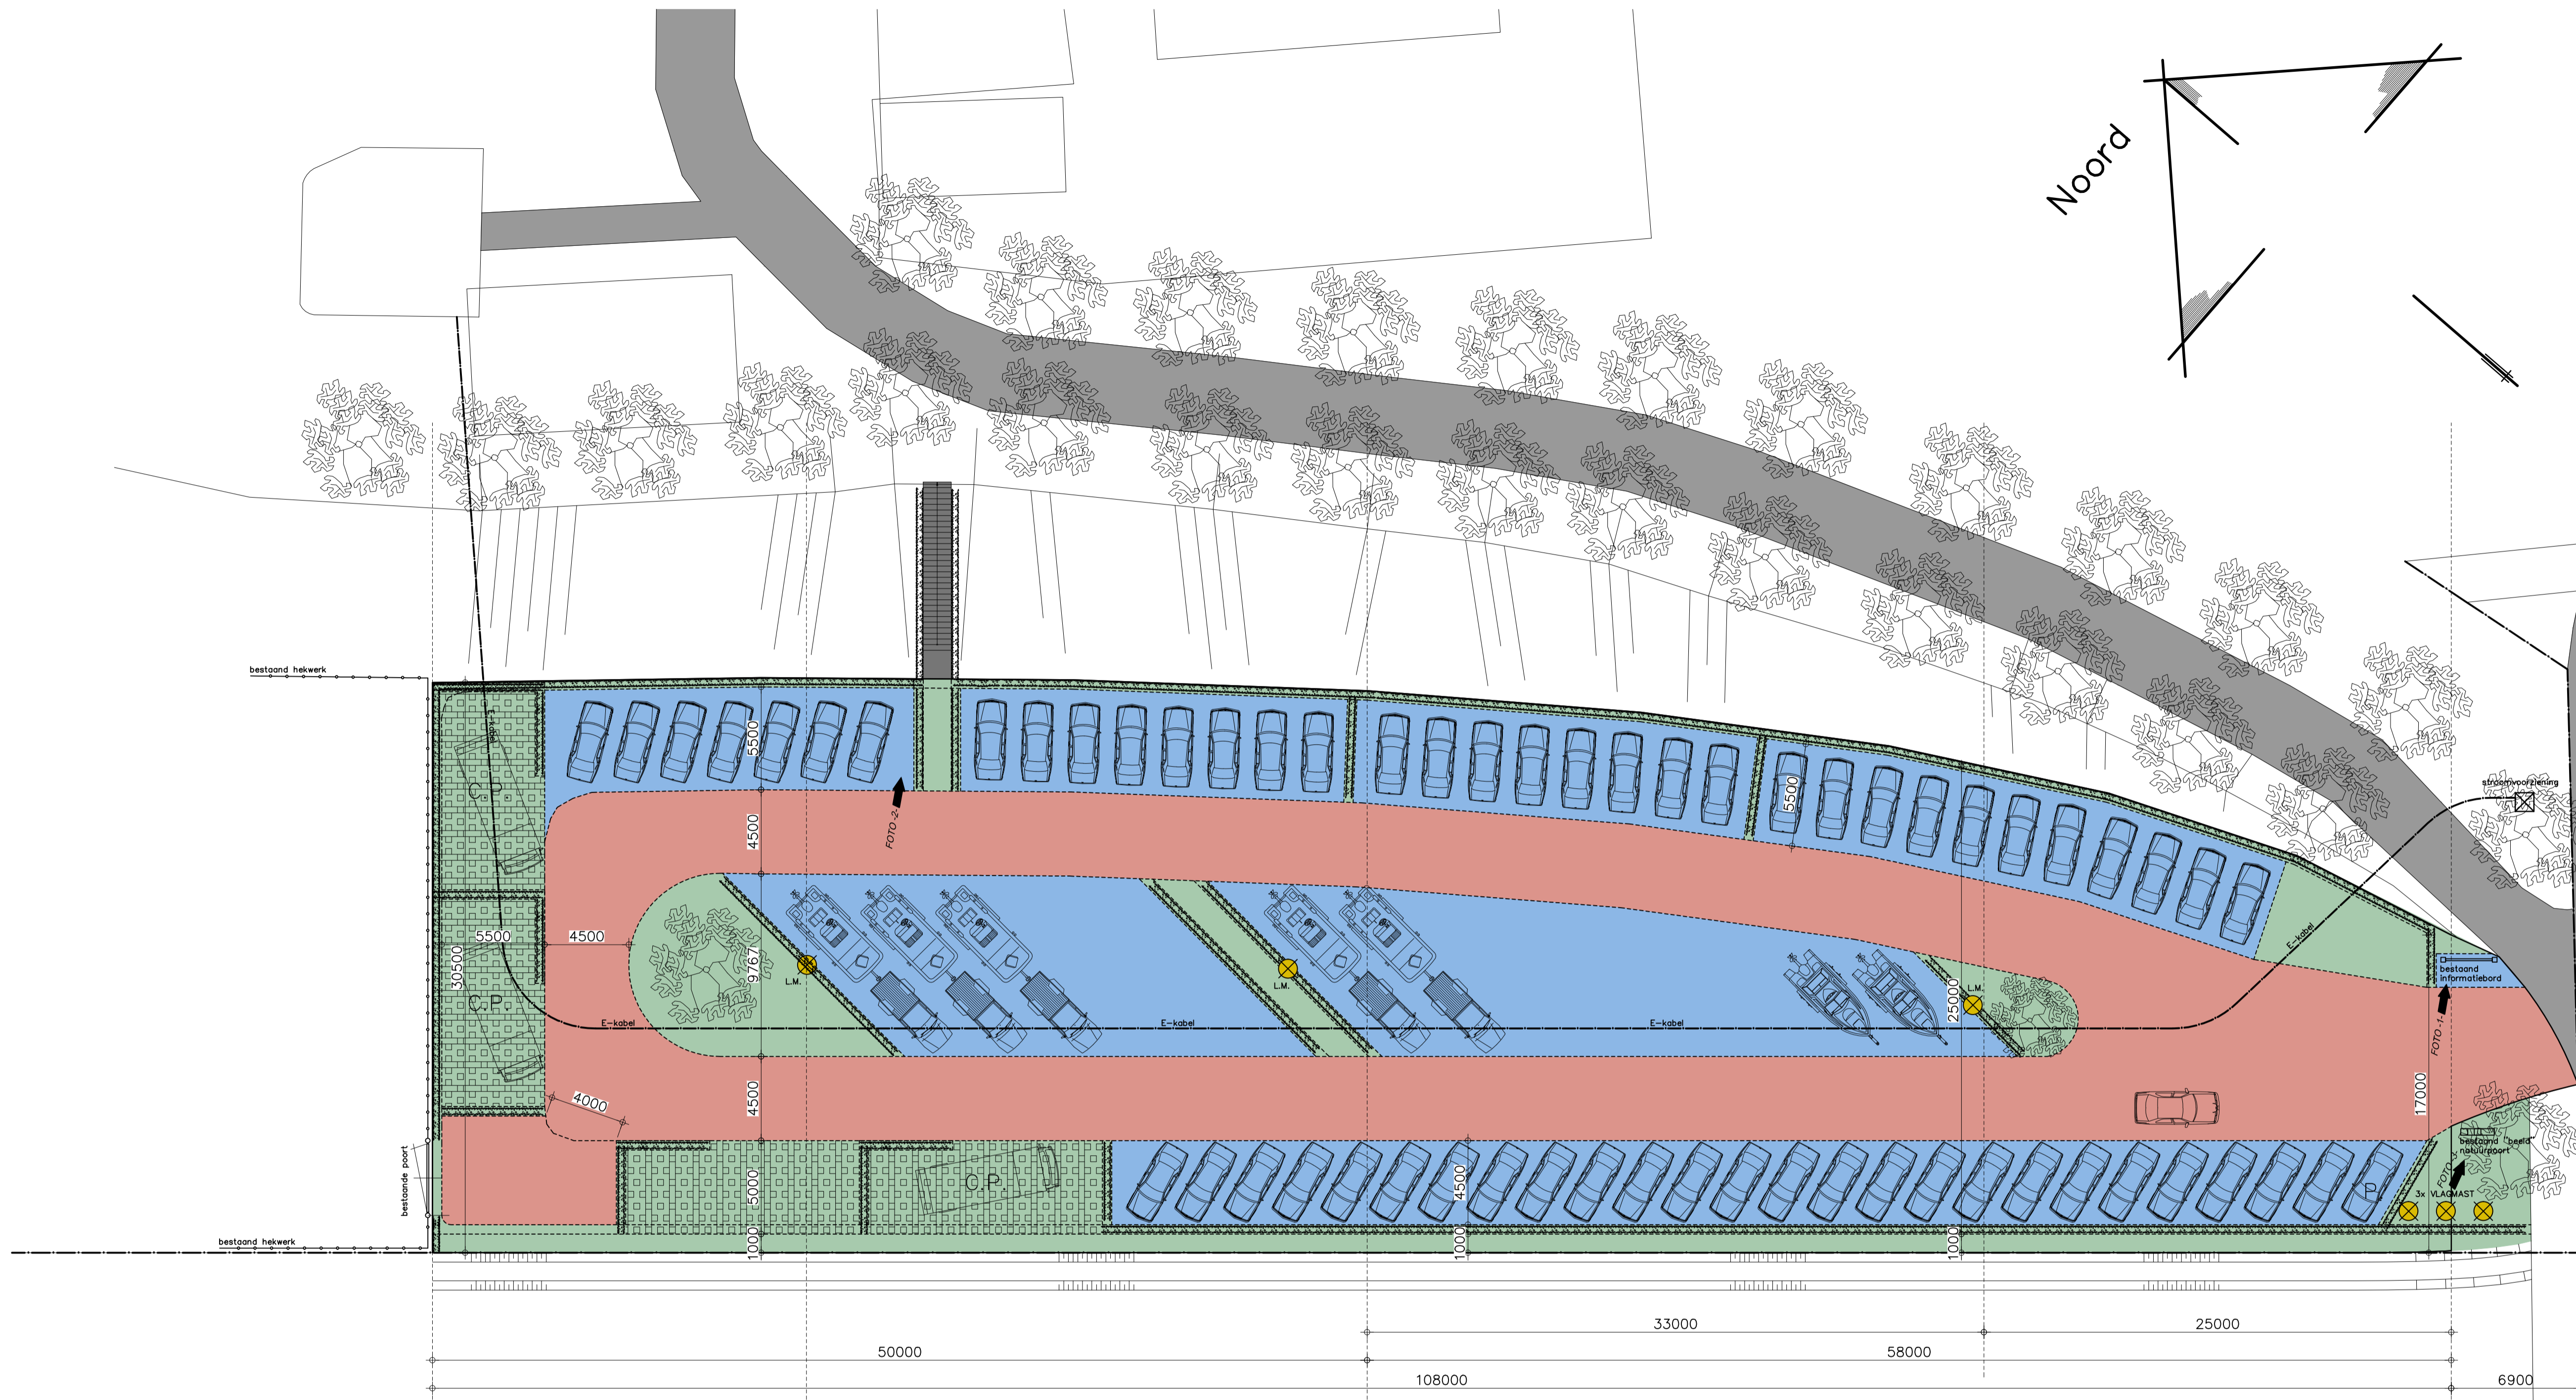 Noord
bestaand hekwerk
E-kabel
C.P.
5500
4500
FOTO -2-
5500
stroomvoorziening
E-kabel
5500
4500
30500
9767
L.M.
L.M.
L.M.
25000
bestaand
informatiebord
C.P.
E-kabel
E-kabel
E-kabel
FOTO -1-
4000
4500
17000
bestaand "beeld"
natuurpoort
bestaande poort
5000
C.P.
4500
P
FOTO
3x VLAGMAST
bestaand hekwerk
1000
1000
1000
33000
25000
50000
58000
108000
6900